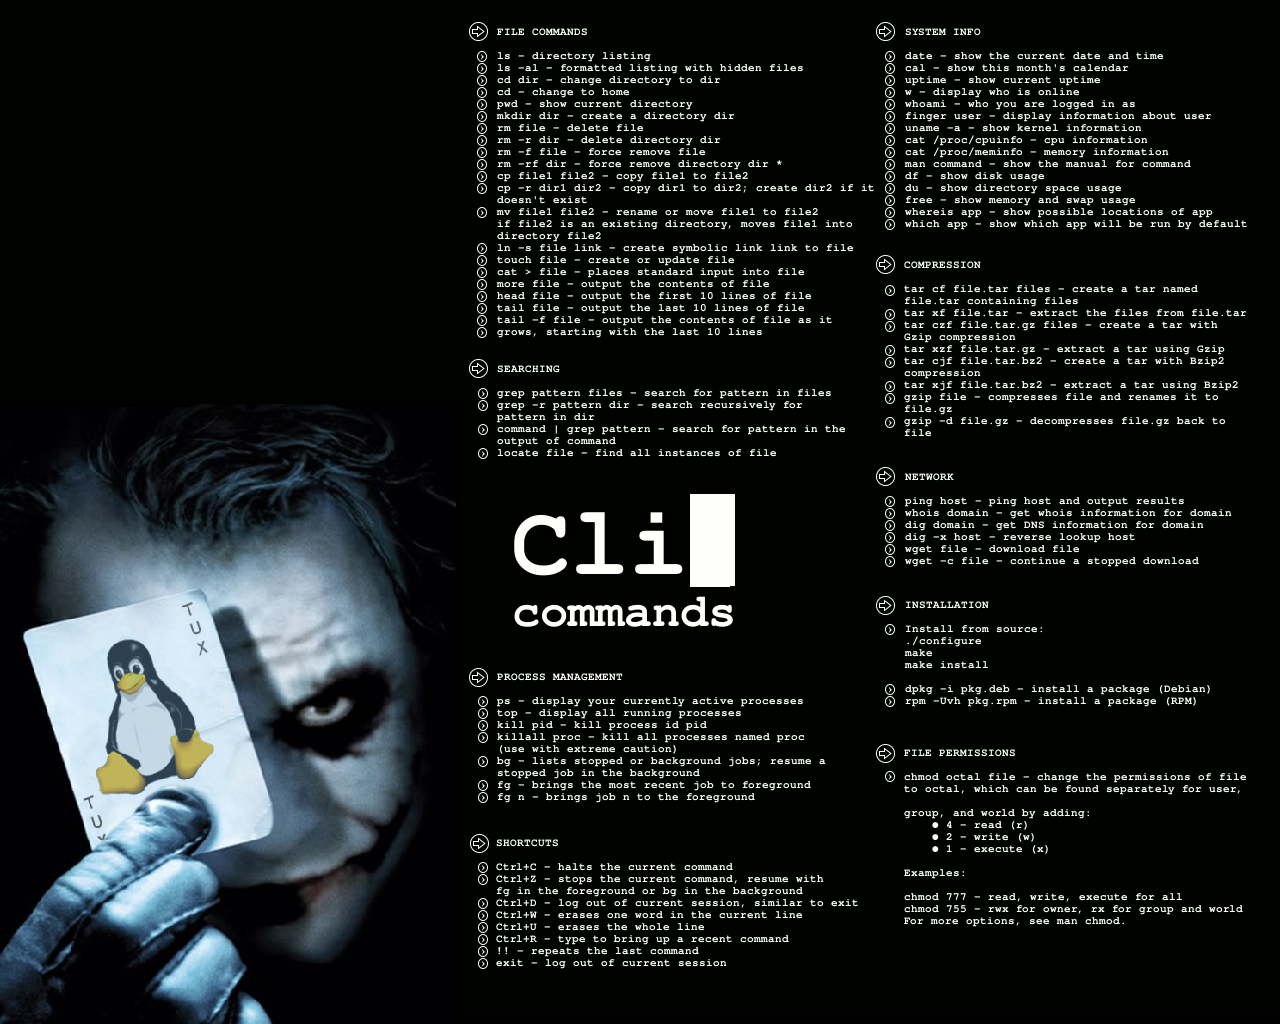 FILE COMMANDS
ls - directory listing
ls -al - formatted listing with hidden files
cd dir - change directory to dir
cd - change to home
pwd - show current directory
mkdir dir - create a directory dir
rm file - delete file
rm -r dir - delete directory dir
rm -f file - force remove file
rm -rf dir - force remove directory dir *
cp file1 file2 - copy file1 to file2
cp -r dir1 dir2 - copy dir1 to dir2; create dir2 if it
doesn't exist
mv file1 file2 - rename or move file1 to file2
if file2 is an existing directory, moves file1 into
directory file2
ln -s file link - create symbolic link link to file
touch file - create or update file
cat > file - places standard input into file
more file - output the contents of file
head file - output the first 10 lines of file
tail file - output the last 10 lines of file
tail -f file - output the contents of file as it
grows, starting with the last 10 lines
SEARCHING
grep pattern files - search for pattern in files
grep -r pattern dir - search recursively for
pattern in dir
command | grep pattern - search for pattern in the
output of command
locate file - find all instances of file
Cli
commands
PROCESS MANAGEMENT
ps - display your currently active processes
top - display all running processes
kill pid - kill process id pid
killall proc - kill all processes named proc
(use with extreme caution)
bg - lists stopped or background jobs; resume a
stopped job in the background
fg - brings the most recent job to foreground
fg n - brings job n to the foreground
SHORTCUTS
Ctrl+C - halts the current command
Ctrl+Z - stops the current command, resume with
fg in the foreground or bg in the background
Ctrl+D - log out of current session, similar to exit
Ctrl+W - erases one word in the current line
Ctrl+U - erases the whole line
Ctrl+R - type to bring up a recent command
!! - repeats the last command
exit - log out of current session
SYSTEM INFO
date - show the current date and time
cal - show this month's calendar
uptime - show current uptime
w - display who is online
whoami - who you are logged in as
finger user - display information about user
uname -a - show kernel information
cat /proc/cpuinfo - cpu information
cat /proc/meminfo - memory information
man command - show the manual for command
df - show disk usage
du - show directory space usage
free - show memory and swap usage
whereis app - show possible locations of app
which app - show which app will be run by default
COMPRESSION
tar cf file.tar files - create a tar named
file.tar containing files
tar xf file.tar - extract the files from file.tar
tar czf file.tar.gz files - create a tar with
Gzip compression
tar xzf file.tar.gz - extract a tar using Gzip
tar cjf file.tar.bz2 - create a tar with Bzip2
compression
tar xjf file.tar.bz2 - extract a tar using Bzip2
gzip file - compresses file and renames it to
file.gz
gzip -d file.gz - decompresses file.gz back to
file
NETWORK
ping host - ping host and output results
whois domain - get whois information for domain
dig domain - get DNS information for domain
dig -x host - reverse lookup host
wget file - download file
wget -c file - continue a stopped download
INSTALLATION
Install from source:
./configure
make
make install
dpkg -i pkg.deb - install a package (Debian)
rpm -Uvh pkg.rpm - install a package (RPM)
FILE PERMISSIONS
chmod octal file - change the permissions of file
to octal, which can be found separately for user,
group, and world by adding:
● 4 - read (r)
● 2 - write (w)
● 1 - execute (x)
Examples:
chmod 777 - read, write, execute for all
chmod 755 - rwx for owner, rx for group and world
For more options, see man chmod.
TUX
TUX